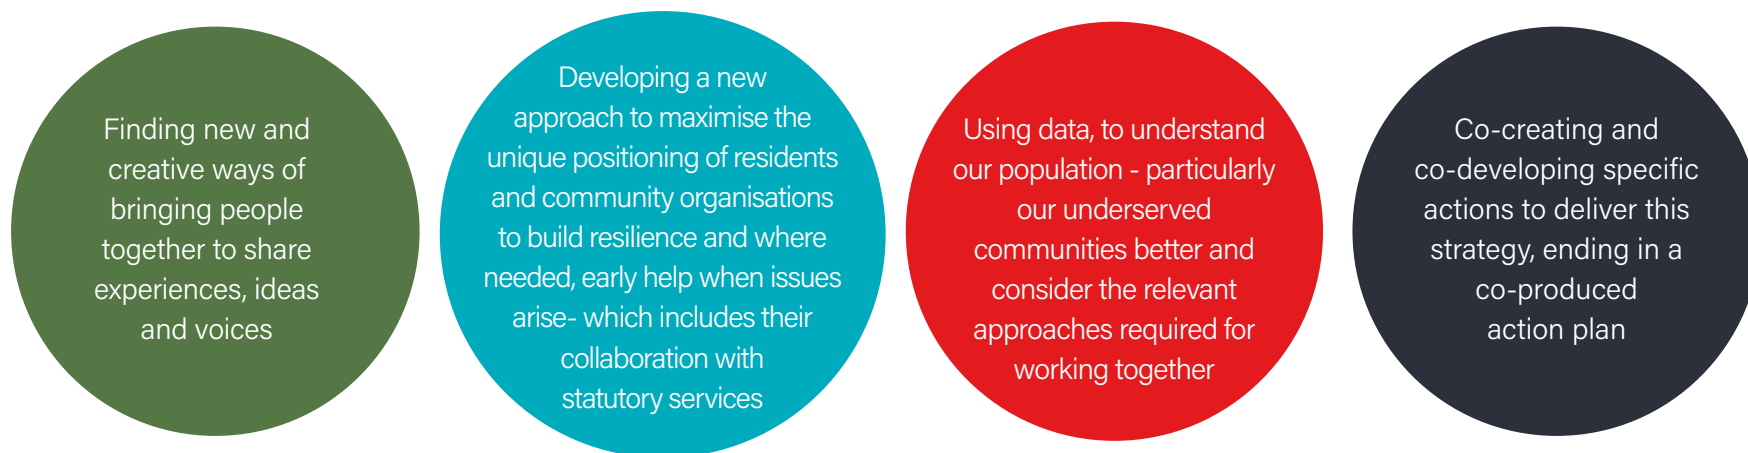 Finding new and
creative ways of
bringing people
together to share
experiences, ideas
and voices
Developing a new
approach to maximise the
unique positioning of residents
and community organisations
to build resilience and where
needed, early help when issues
arise- which includes their
collaboration with
statutory services
Using data, to understand
our population - particularly
our underserved
communities better and
consider the relevant
approaches required for
working together
Co-creating and
co-developing specific
actions to deliver this
strategy, ending in a
co-produced
action plan